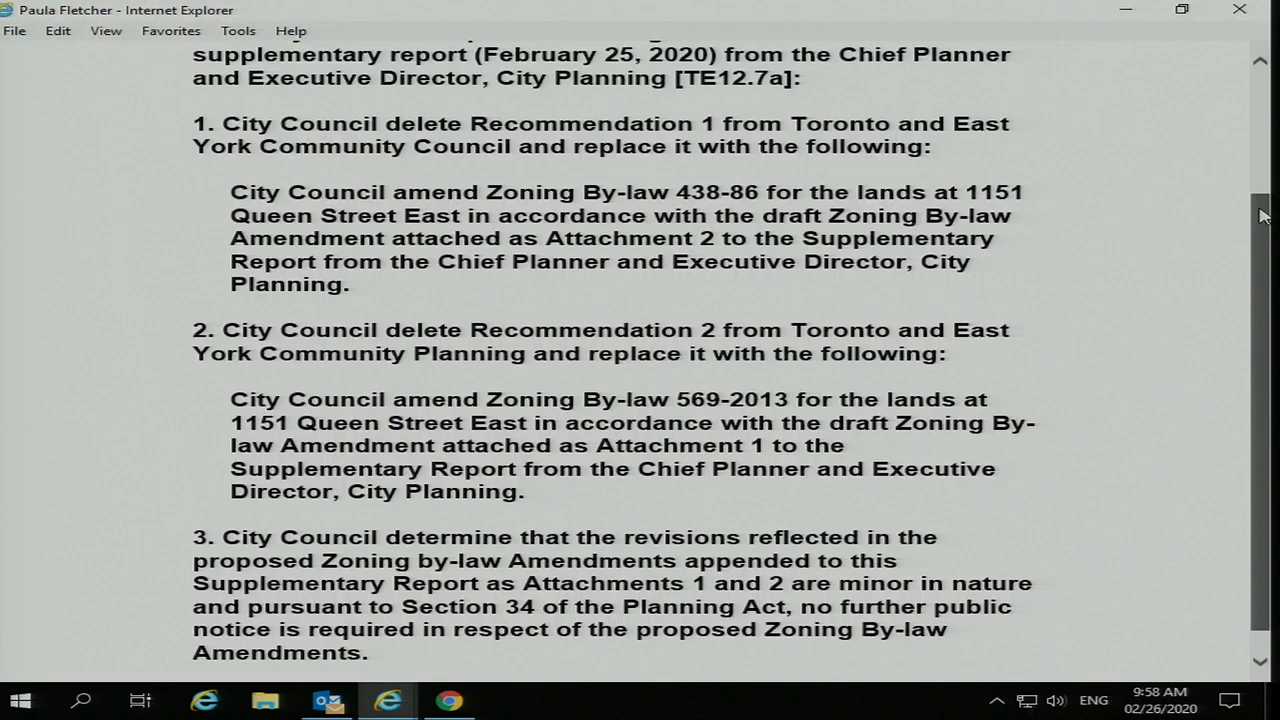 Paula Fletcher - Internet Explorer
File Edit View Favorites Tools Help
supplementary report (February 25, 2020) from the Chief Planner
and Executive Director, City Planning [TE12.7a]:
1. City Council delete Recommendation 1 from Toronto and East
York Community Council and replace it with the following:
City Council amend Zoning By-law 438-86 for the lands at 1151
Queen Street East in accordance with the draft Zoning By-law
Amendment attached as Attachment 2 to the Supplementary
Report from the Chief Planner and Executive Director, City
Planning.
2. City Council delete Recommendation 2 from Toronto and East
York Community Planning and replace it with the following:
City Council amend Zoning By-law 569-2013 for the lands at
1151 Queen Street East in accordance with the draft Zoning By-
law Amendment attached as Attachment 1 to the
Supplementary Report from the Chief Planner and Executive
Director, City Planning.
3. City Council determine that the revisions reflected in the
proposed Zoning by-law Amendments appended to this
Supplementary Report as Attachments 1 and 2 are minor in nature
and pursuant to Section 34 of the Planning Act, no further public
notice is required in respect of the proposed Zoning By-law
Amendments.
ENG
9:58 AM
02/26/2020